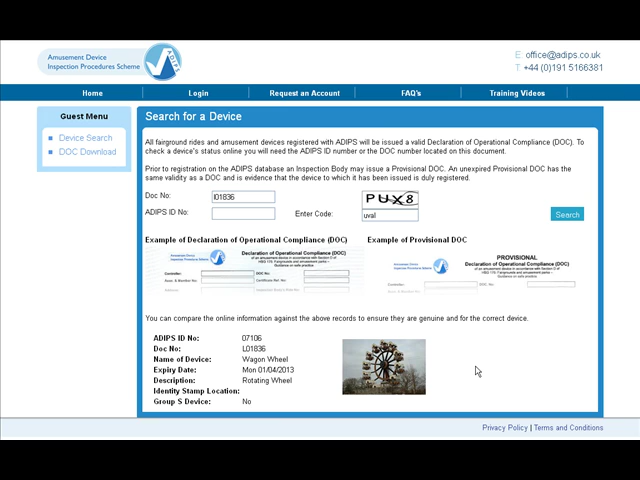 Amusement Device
Inspection Procedures Scheme
ADIPS
E: office@adips.co.uk
T: +44 (0)191 5166381
Home Login Request an Account FAQ's Training Videos
Guest Menu
Device Search
DOC Download
Search for a Device
All fairground rides and amusement devices registered with ADIPS will be issued a valid Declaration of Operational Compliance (DOC). To
check a device's status online you will need the ADIPS ID number or the DOC number located on this document.
Prior to registration on the ADIPS database an Inspection Body may issue a Provisional DOC. An unexpired Provisional DOC has the
same validity as a DOC and is evidence that the device to which it has been issued is duly registered.
Doc No: l01836
PUX8
ADIPS ID No: Enter Code: uval
Search
Example of Declaration of Operational Compliance (DOC) Example of Provisional DOC
Declaration of Operational Compliance (DOC)
Controller: DOC No:
PROVISIONAL
Declaration of Operational Compliance (DOC)
You can compare the online information against the above records to ensure they are genuine and for the correct device.
ADIPS ID No: 07106
Doc No: L01836
Name of Device: Wagon Wheel
Expiry Date: Mon 01/04/2013
Description: Rotating Wheel
Identity Stamp Location:
Group S Device: No
Privacy Policy | Terms and Conditions